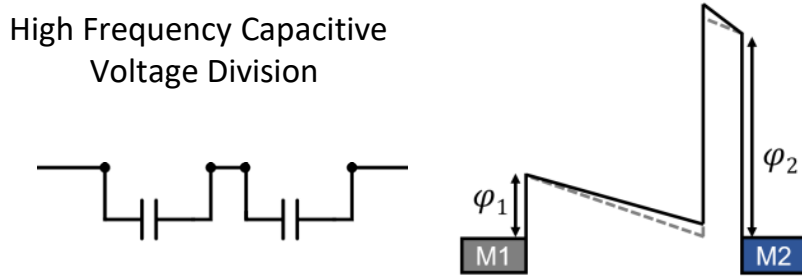 High Frequency Capacitive
Voltage Division
φ₁
φ₂
M1
M2